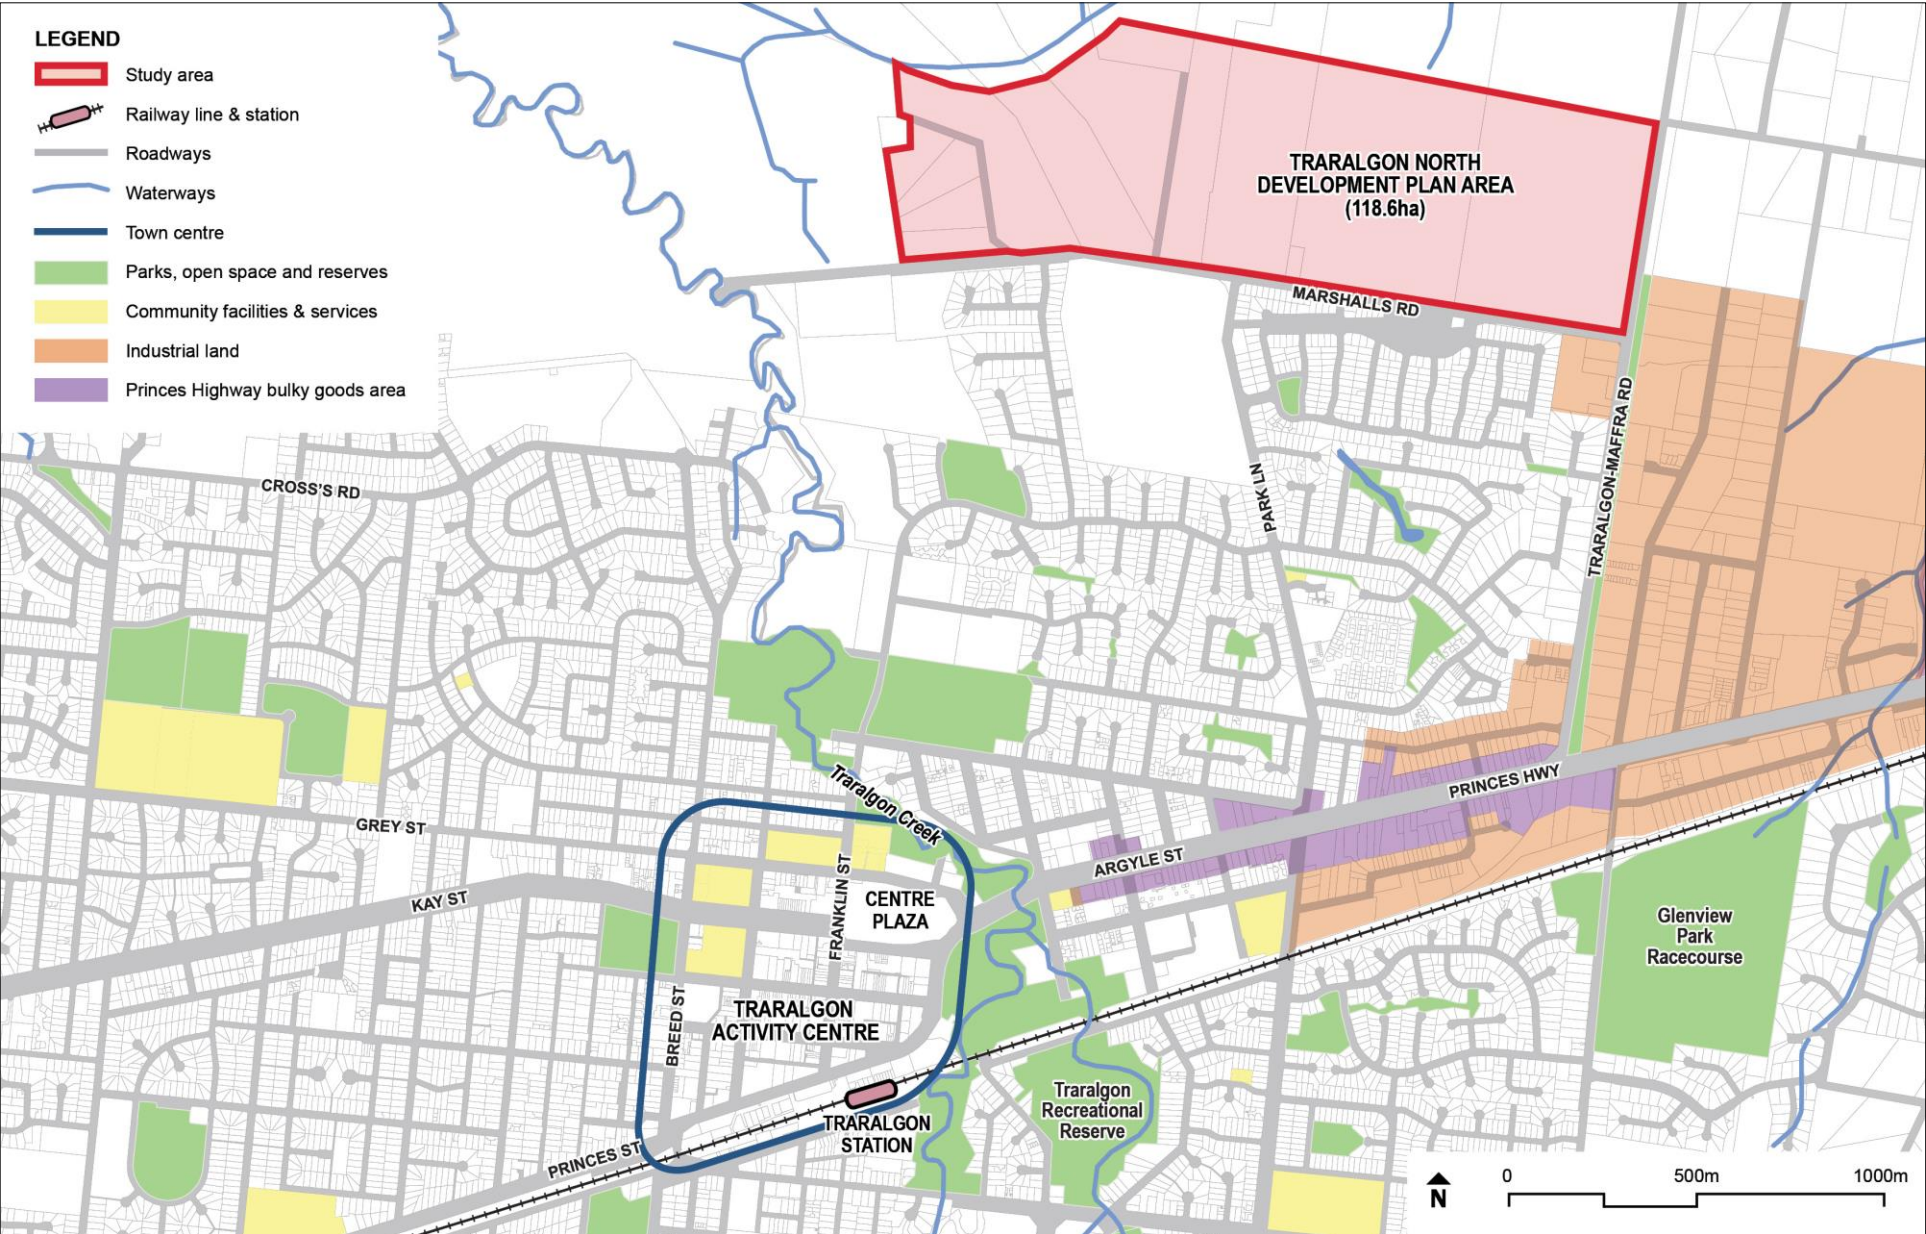 LEGEND
Study area
Railway line & station
Roadways
Waterways
Town centre
Parks, open space and reserves
Community facilities & services
Industrial land
Princes Highway bulky goods area
TRARALGON NORTH
DEVELOPMENT PLAN AREA
(118.6ha)
MARSHALLS RD
TRARALGON-MAFFRA RD
PARK LN
CROSS'S RD
GREY ST
KAY ST
Traralgon Creek
FRANKLIN ST
CENTRE
PLAZA
ARGYLE ST
PRINCES HWY
BREED ST
TRARALGON
ACTIVITY CENTRE
Glenview
Park
Racecourse
Traralgon
Recreational
Reserve
TRARALGON
STATION
PRINCES ST
N
0 500m 1000m